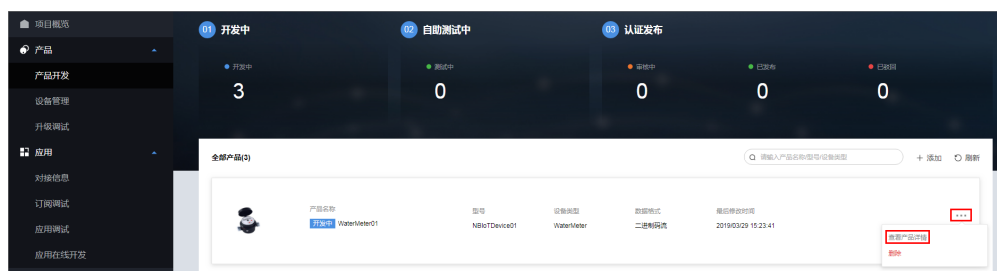 项目概览
产品
产品开发
设备管理
升级调试
应用
对接信息
订阅调试
应用调试
应用在线开发
01 开发中
02 自助测试中
03 认证发布
开发中
测试中
审核中
已发布
已驳回
3
0
0
0
0
全部产品(3)
请输入产品名称/型号/设备类型
+ 添加
刷新
产品名称
型号
设备类型
数据格式
最后修改时间
开发中 WaterMeter01
NBIoTDevice01
WaterMeter
二进制码流
2019/03/29 15:23:41
查看产品详情
删除